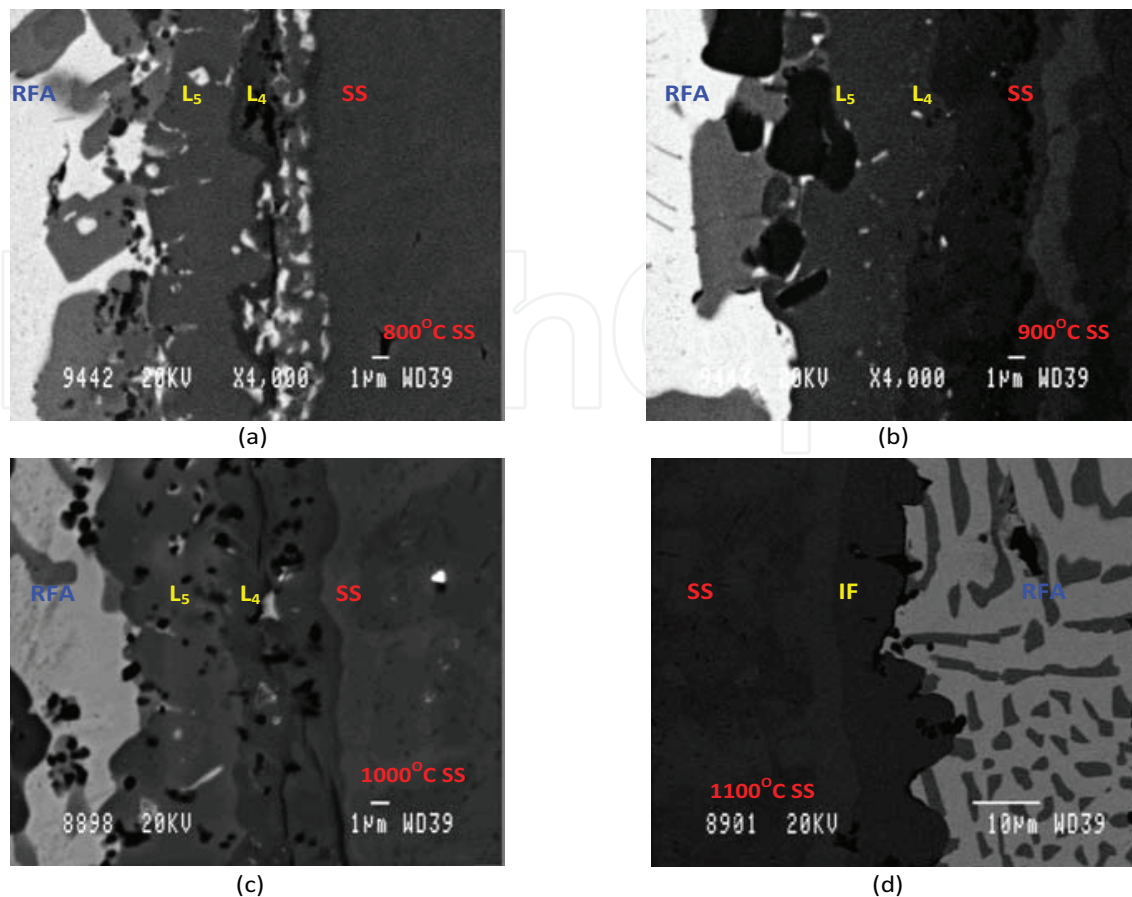 RFA L₅ L₄ SS
800°C SS
9442 20KV X4,000 1µm WD39
(a)
RFA L₅ L₄ SS
900°C SS
20KV X4,000 1µm WD39
(b)
RFA L₅ L₄ SS
1000°C SS
8898 20KV 1µm WD39
(c)
SS IF RFA
1100°C SS
8901 20KV 10µm WD39
(d)